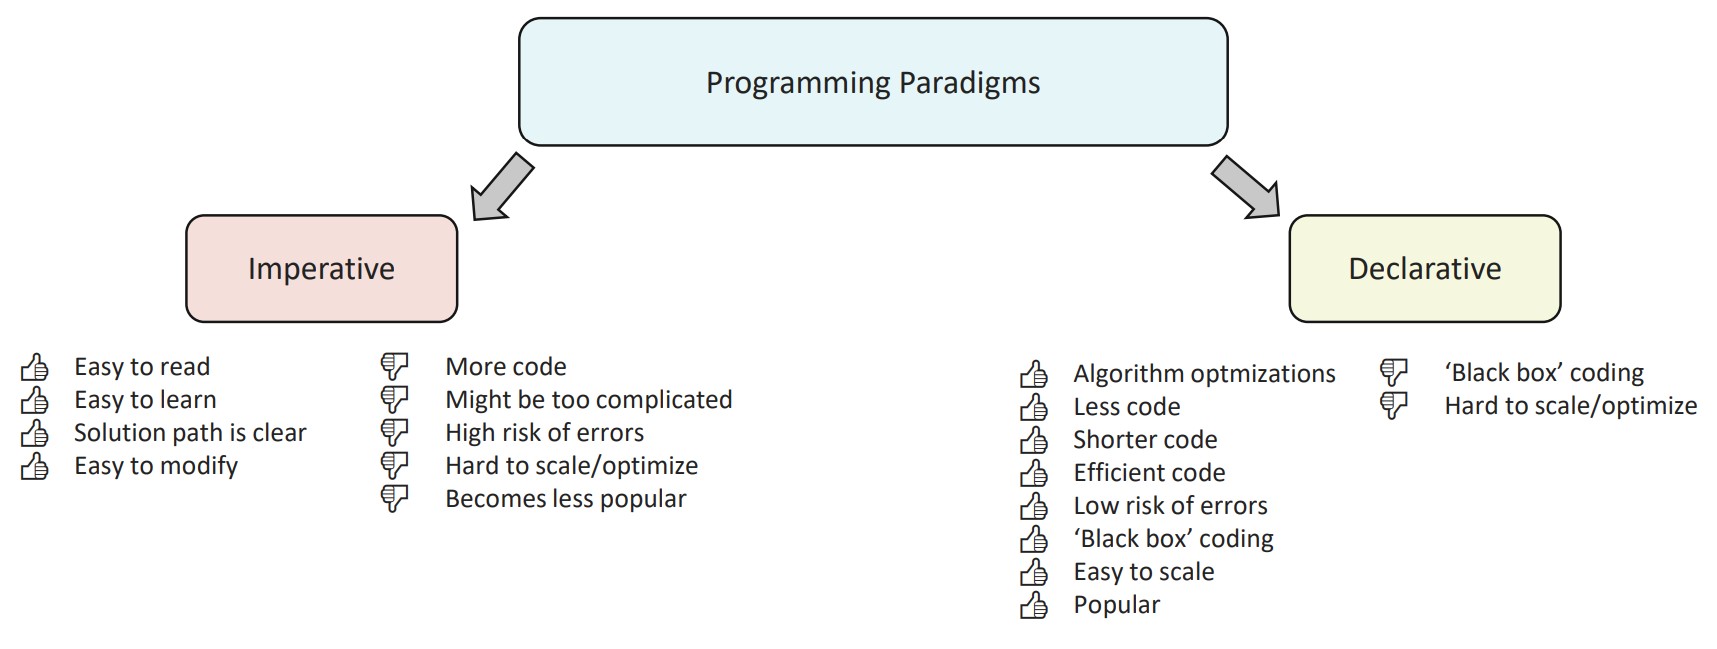 Programming Paradigms
Imperative
Declarative
Easy to read
Easy to learn
Solution path is clear
Easy to modify
More code
Might be too complicated
High risk of errors
Hard to scale/optimize
Becomes less popular
Algorithm optmizations
Less code
Shorter code
Efficient code
Low risk of errors
‘Black box’ coding
Easy to scale
Popular
‘Black box’ coding
Hard to scale/optimize